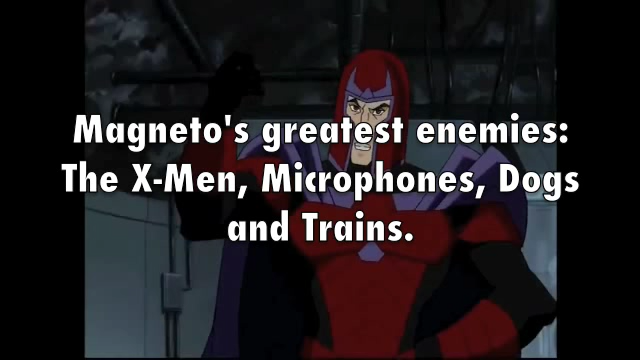 Magneto's greatest enemies:
The X-Men, Microphones, Dogs
and Trains.